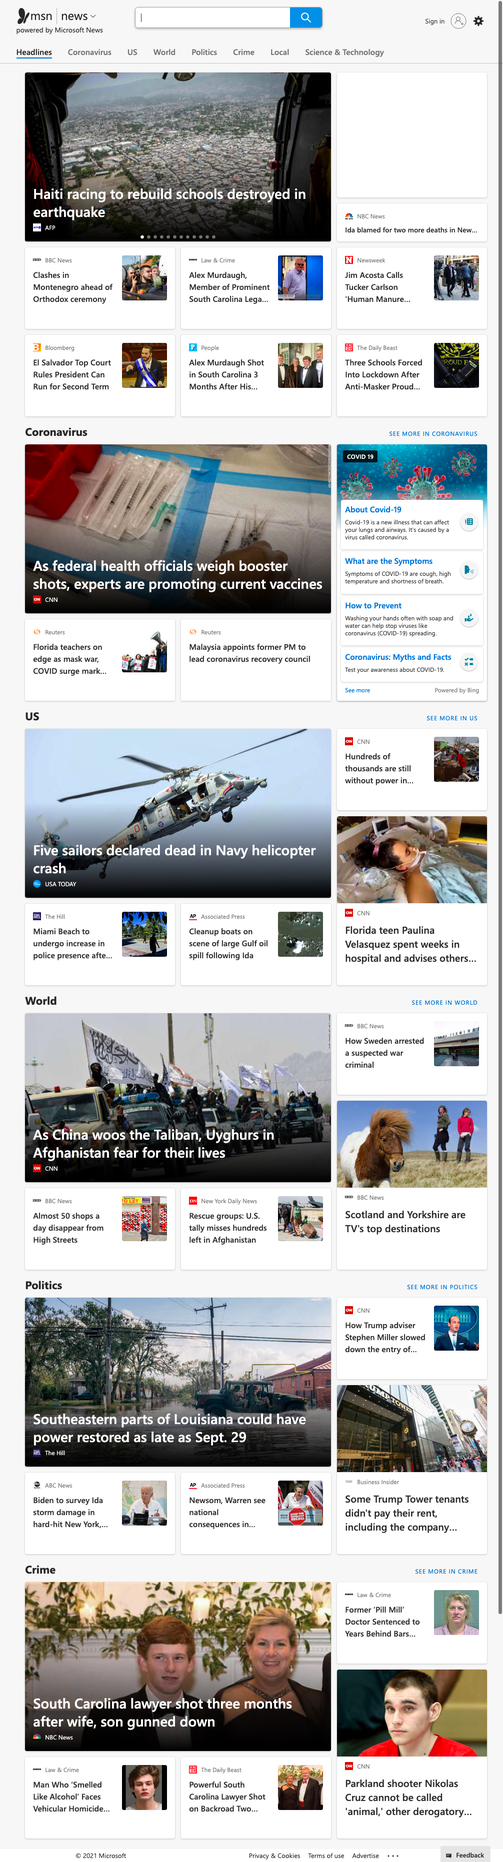 msn | news
powered by Microsoft News
Sign in
Headlines Coronavirus US World Politics Crime Local Science & Technology
Haiti racing to rebuild schools destroyed in
earthquake
AFP
NBC News
Ida blamed for two more deaths in New...
BBC News
Clashes in
Montenegro ahead of
Orthodox ceremony
Law & Crime
Alex Murdaugh,
Member of Prominent
South Carolina Lega...
Newsweek
Jim Acosta Calls
Tucker Carlson
'Human Manure...
Bloomberg
El Salvador Top Court
Rules President Can
Run for Second Term
People
Alex Murdaugh Shot
in South Carolina 3
Months After His...
The Daily Beast
Three Schools Forced
Into Lockdown After
Anti-Masker Proud...
Coronavirus
SEE MORE IN CORONAVIRUS
As federal health officials weigh booster
shots, experts are promoting current vaccines
CNN
COVID 19
About Covid-19
Covid-19 is a new illness that can affect
your lungs and airways. It's caused by a
virus called coronavirus.
What are the Symptoms
Symptoms of COVID-19 are cough, high
temperature and shortness of breath.
How to Prevent
Washing your hands often with soap and
water can help stop viruses like
coronavirus (COVID-19) spreading.
Coronavirus: Myths and Facts
Test your awareness about COVID-19.
See more
Powered by Bing
Reuters
Florida teachers on
edge as mask war,
COVID surge mark...
Reuters
Malaysia appoints former PM to
lead coronavirus recovery council
US
SEE MORE IN US
Five sailors declared dead in Navy helicopter
crash
USA TODAY
CNN
Hundreds of
thousands are still
without power in...
CNN
Florida teen Paulina
Velasquez spent weeks in
hospital and advises others...
The Hill
Miami Beach to
undergo increase in
police presence afte...
Associated Press
Cleanup boats on
scene of large Gulf oil
spill following Ida
World
SEE MORE IN WORLD
As China woos the Taliban, Uyghurs in
Afghanistan fear for their lives
CNN
BBC News
How Sweden arrested
a suspected war
criminal
BBC News
Scotland and Yorkshire are
TV's top destinations
BBC News
Almost 50 shops a
day disappear from
High Streets
New York Daily News
Rescue groups: U.S.
tally misses hundreds
left in Afghanistan
Politics
SEE MORE IN POLITICS
Southeastern parts of Louisiana could have
power restored as late as Sept. 29
The Hill
CNN
How Trump adviser
Stephen Miller slowed
down the entry of...
Business Insider
Some Trump Tower tenants
didn't pay their rent,
including the company...
ABC News
Biden to survey Ida
storm damage in
hard-hit New York,...
Associated Press
Newsom, Warren see
national
consequences in...
Crime
SEE MORE IN CRIME
South Carolina lawyer shot three months
after wife, son gunned down
NBC News
Law & Crime
Former 'Pill Mill'
Doctor Sentenced to
Years Behind Bars...
CNN
Parkland shooter Nikolas
Cruz cannot be called
'animal,' other derogatory...
Law & Crime
Man Who 'Smelled
Like Alcohol' Faces
Vehicular Homicide...
The Daily Beast
Powerful South
Carolina Lawyer Shot
on Backroad Two...
© 2021 Microsoft
Privacy & Cookies Terms of use Advertise ...
Feedback